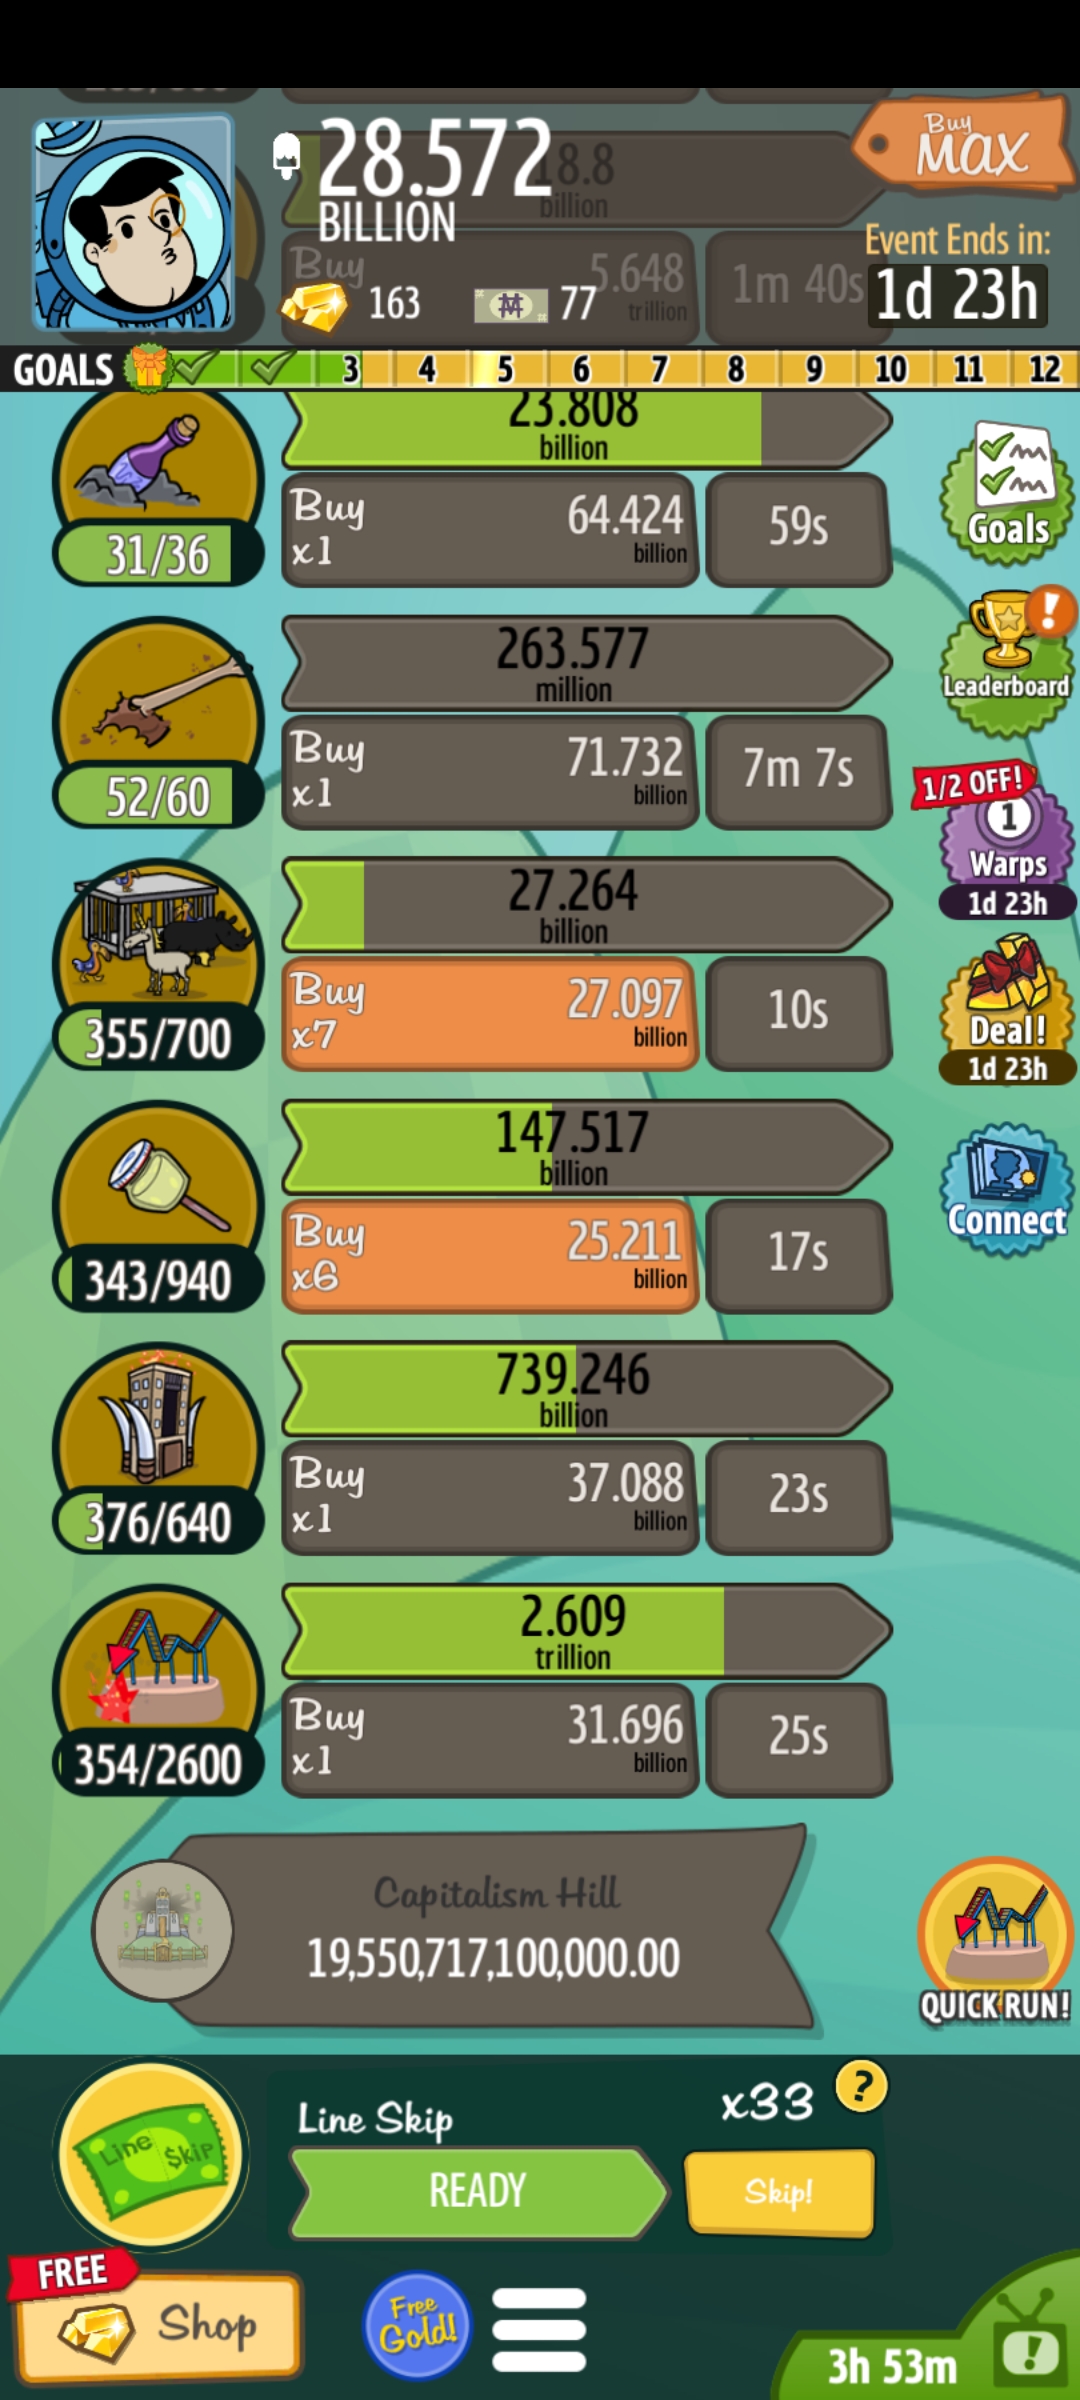 28.572
BILLION
18.8
billion
Buy
MAX
Buy
5.648
trillion
1m 40s
163
77
Event Ends in:
1d 23h
GOALS 3 4 5 6 7 8 9 10 11 12
23.808
billion
31/36
Buy
x1
64.424
billion
59s
Goals
263.577
million
52/60
Buy
x1
71.732
billion
7m 7s
Leaderboard
1/2 OFF!
1
Warps
1d 23h
27.264
billion
355/700
Buy
x7
27.097
billion
10s
Deal!
1d 23h
147.517
billion
343/940
Buy
x6
25.211
billion
17s
Connect
739.246
billion
376/640
Buy
x1
37.088
billion
23s
2.609
trillion
354/2600
Buy
x1
31.696
billion
25s
Capitalism Hill
19,550,717,100,000.00
QUICK RUN!
Line $kip
Line Skip
x33
?
READY
Skip!
FREE
Shop
Free
Gold!
3h 53m
!